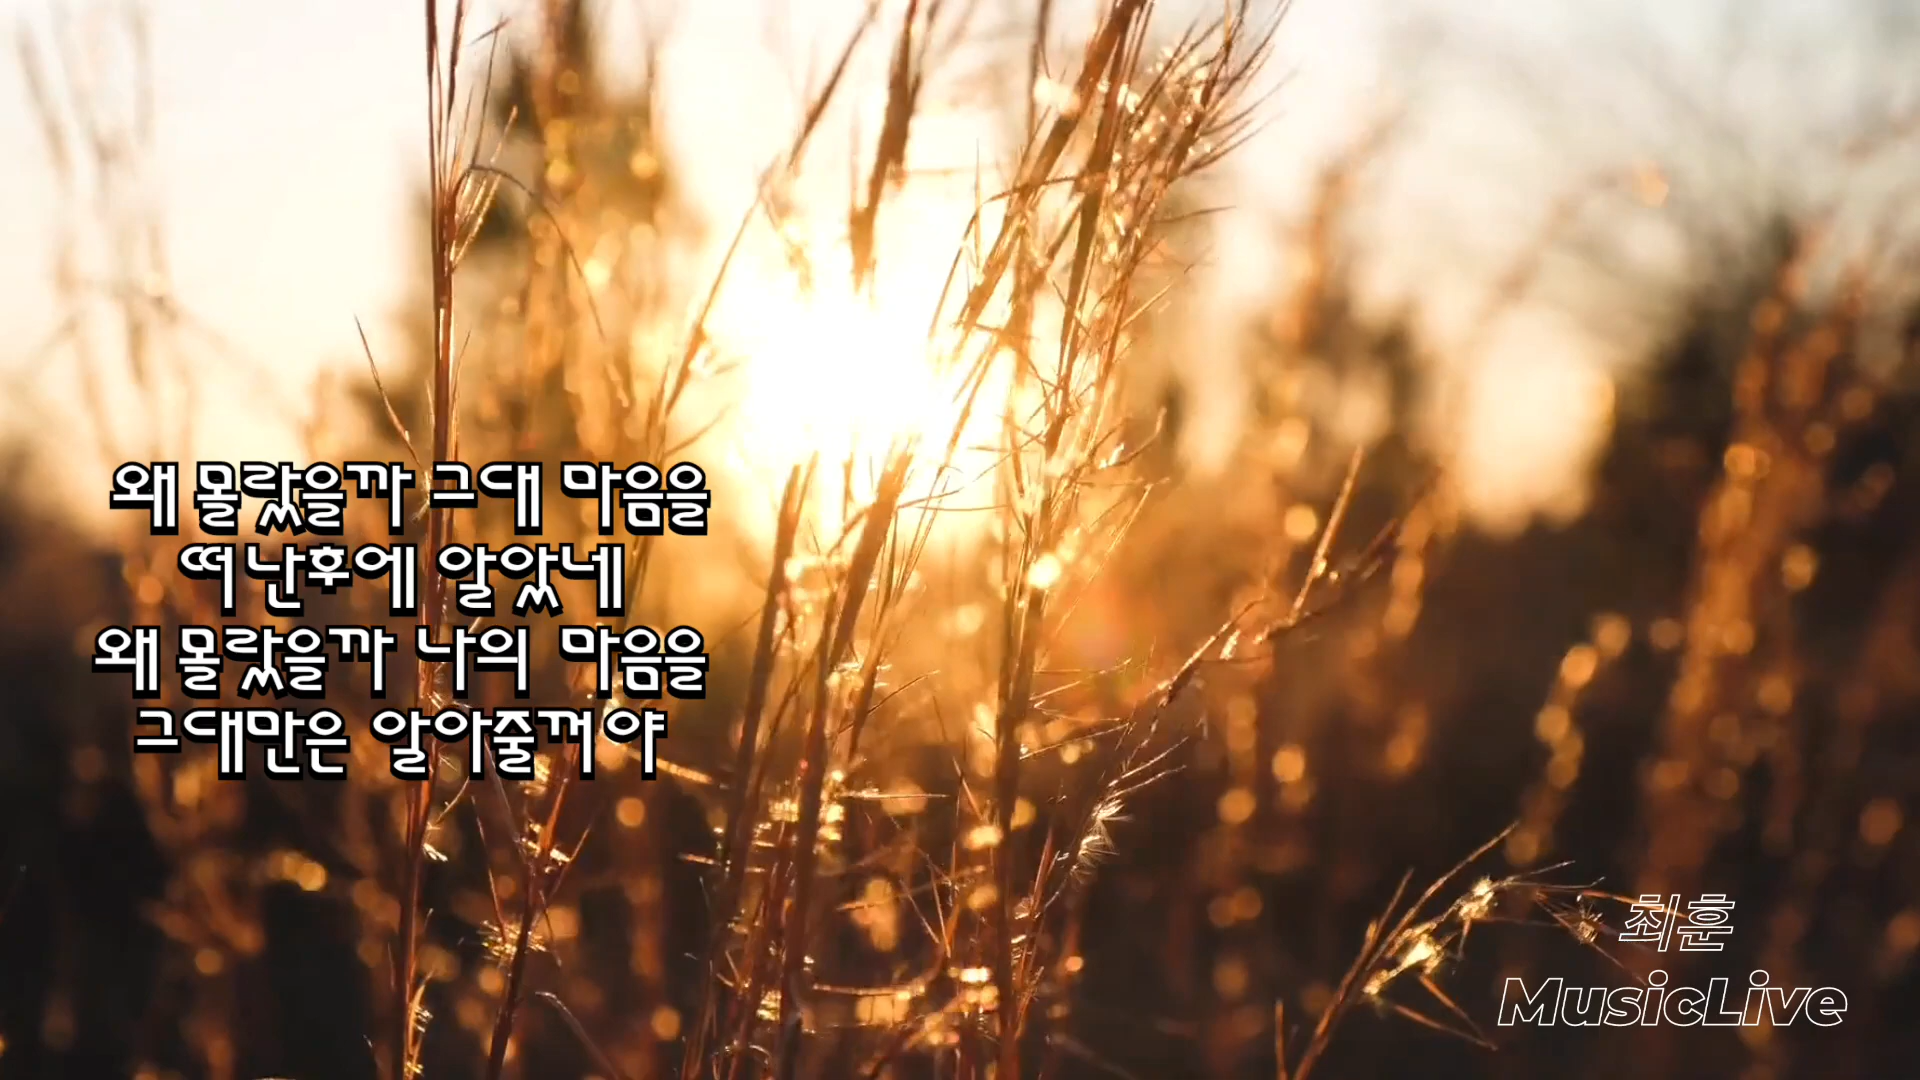 왜 몰랐을까 그대 마음을
떠난후에 알았네
왜 몰랐을까 나의 마음을
그대만은 알아줄꺼야
최훈
MusicLive